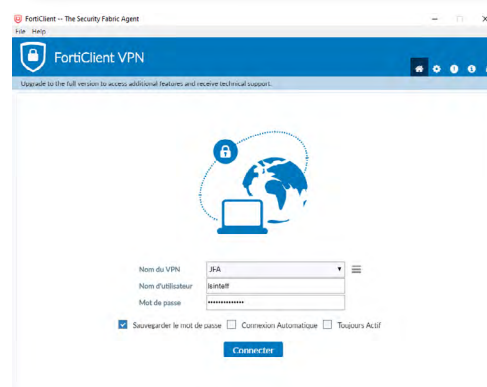 FortiClient -- The Security Fabric Agent
File Help
FortiClient VPN
Upgrade to the full version to access additional features and receive technical support.
Nom du VPN JFA
Nom d'utilisateur lsintelf
Mot de passe ••••••••••••••
Sauvegarder le mot de passe Connexion Automatique Toujours Actif
Connecter